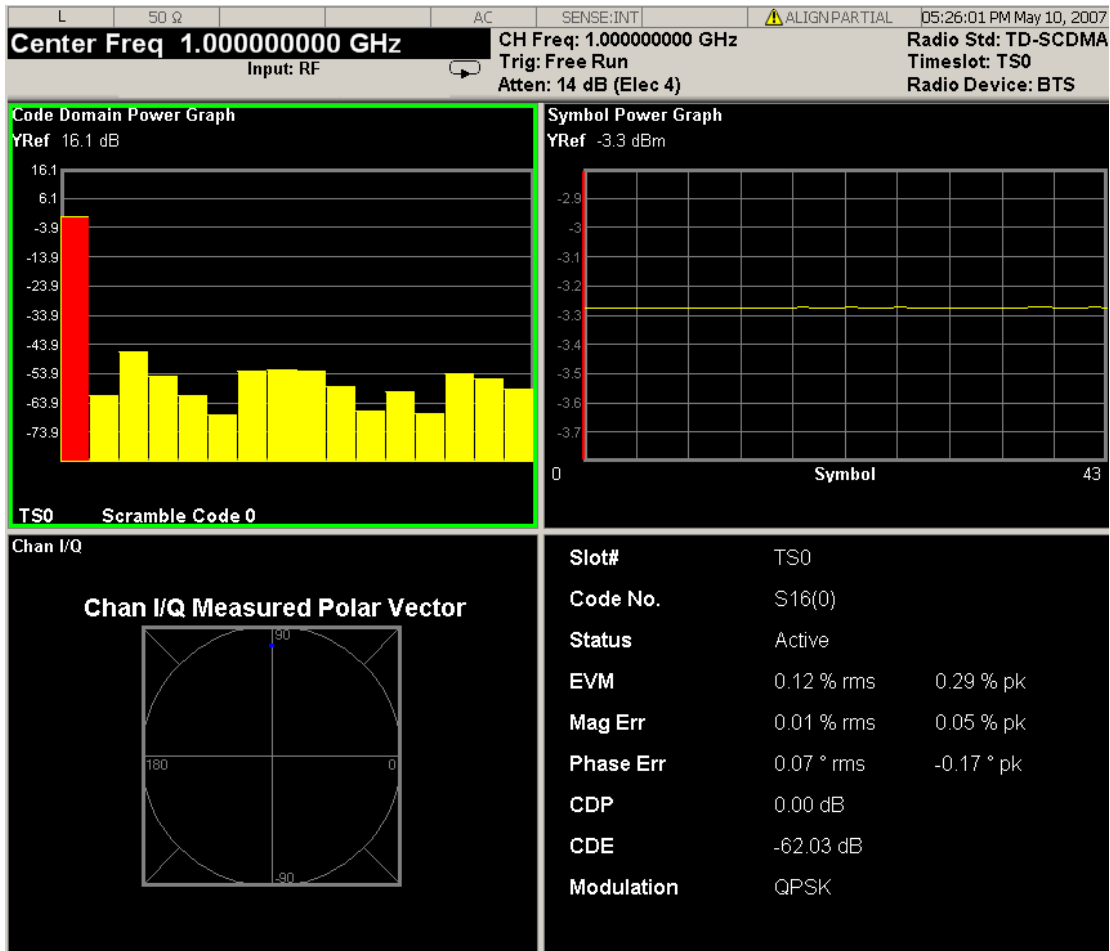 L 50 Ω AC SENSE:INT ALIGN PARTIAL 05:26:01 PM May 10, 2007
Center Freq 1.000000000 GHz
Input: RF
CH Freq: 1.000000000 GHz
Trig: Free Run
Atten: 14 dB (Elec 4)
Radio Std: TD-SCDMA
Timeslot: TS0
Radio Device: BTS
Code Domain Power Graph
YRef 16.1 dB
16.1
6.1
-3.9
-13.9
-23.9
-33.9
-43.9
-53.9
-63.9
-73.9
TS0 Scramble Code 0
Symbol Power Graph
YRef -3.3 dBm
-2.9
-3
-3.1
-3.2
-3.3
-3.4
-3.5
-3.6
-3.7
0 Symbol 43
Chan I/Q
Chan I/Q Measured Polar Vector
90
180 0
-90
Slot# TS0
Code No. S16(0)
Status Active
EVM 0.12 % rms 0.29 % pk
Mag Err 0.01 % rms 0.05 % pk
Phase Err 0.07 ° rms -0.17 ° pk
CDP 0.00 dB
CDE -62.03 dB
Modulation QPSK